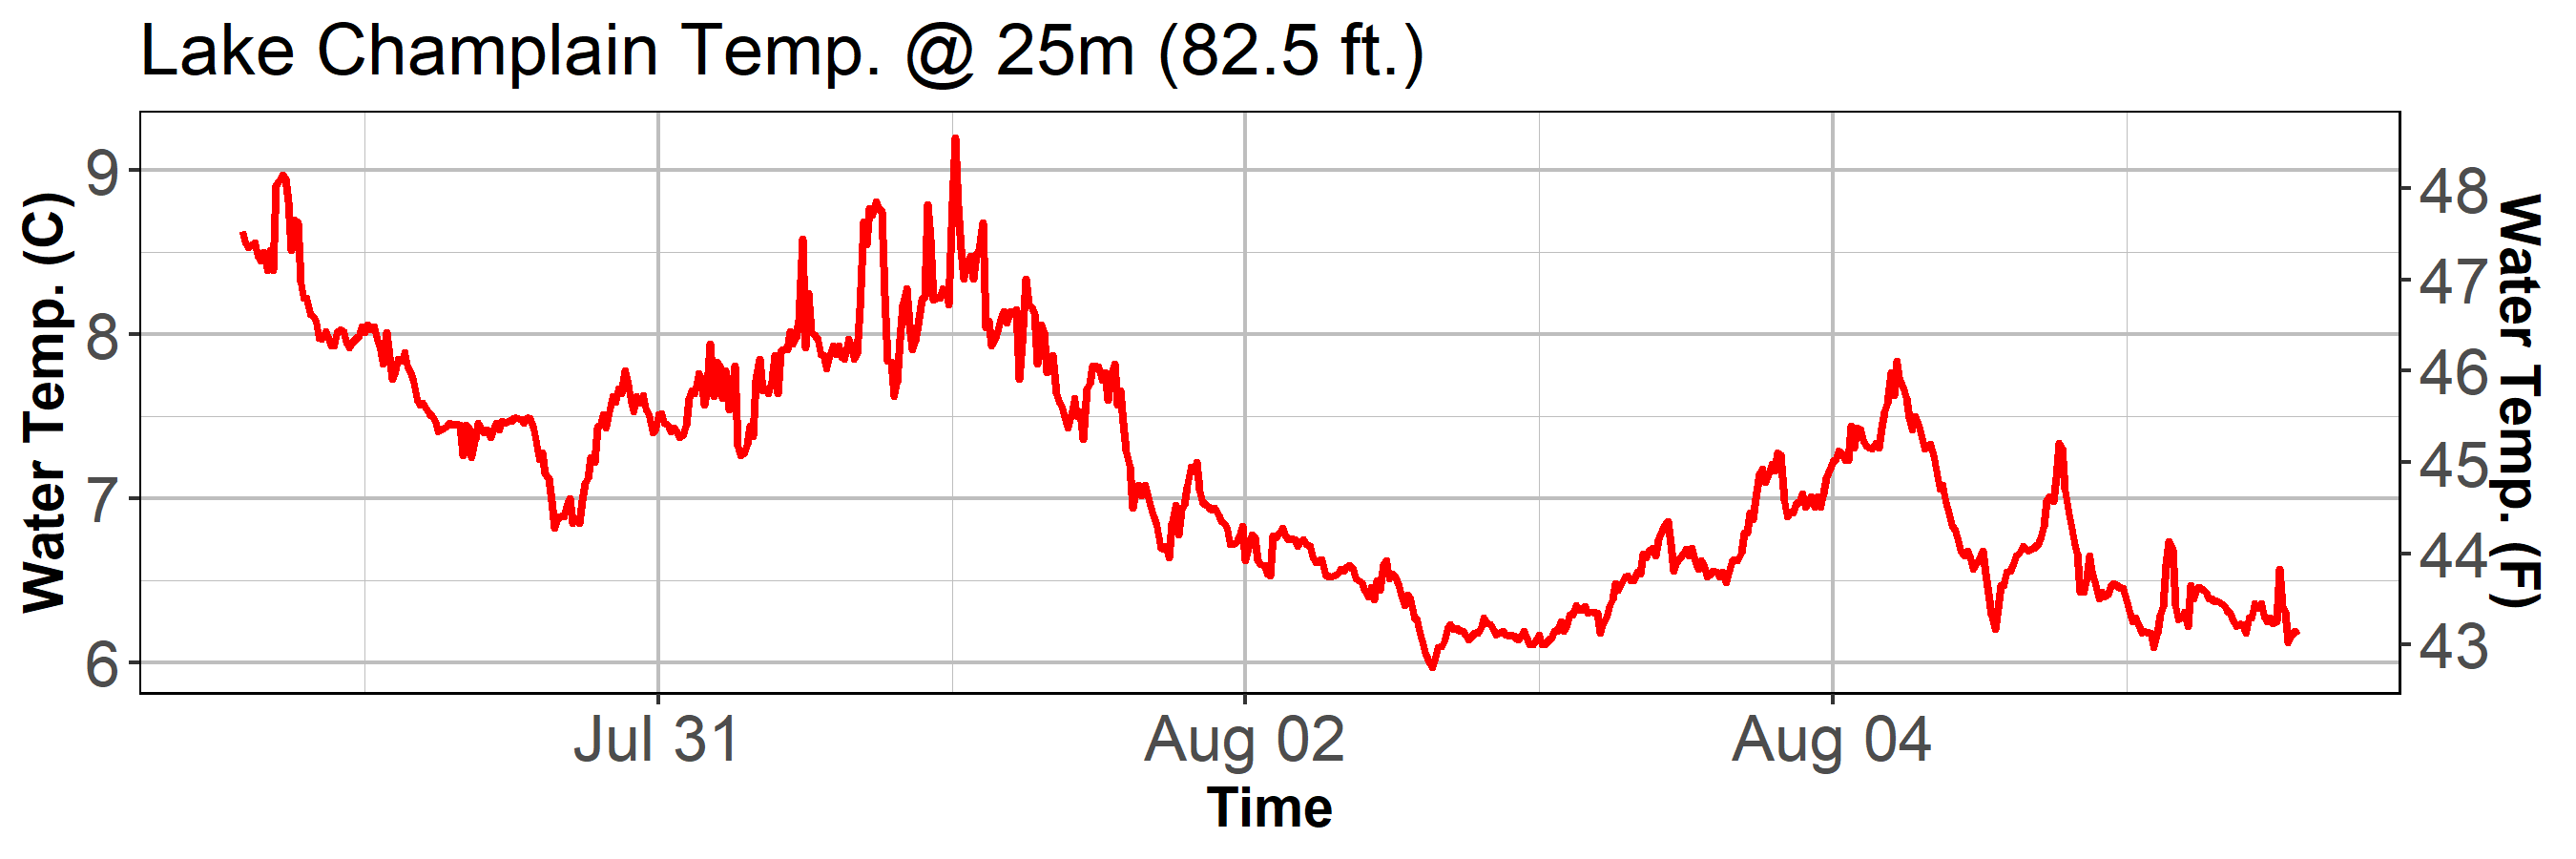 Lake Champlain Temp. @ 25m (82.5 ft.)
Water Temp. (C)
9
8
7
6
48
47
46
45
44
43
Water Temp. (F)
Jul 31 Aug 02 Aug 04
Time